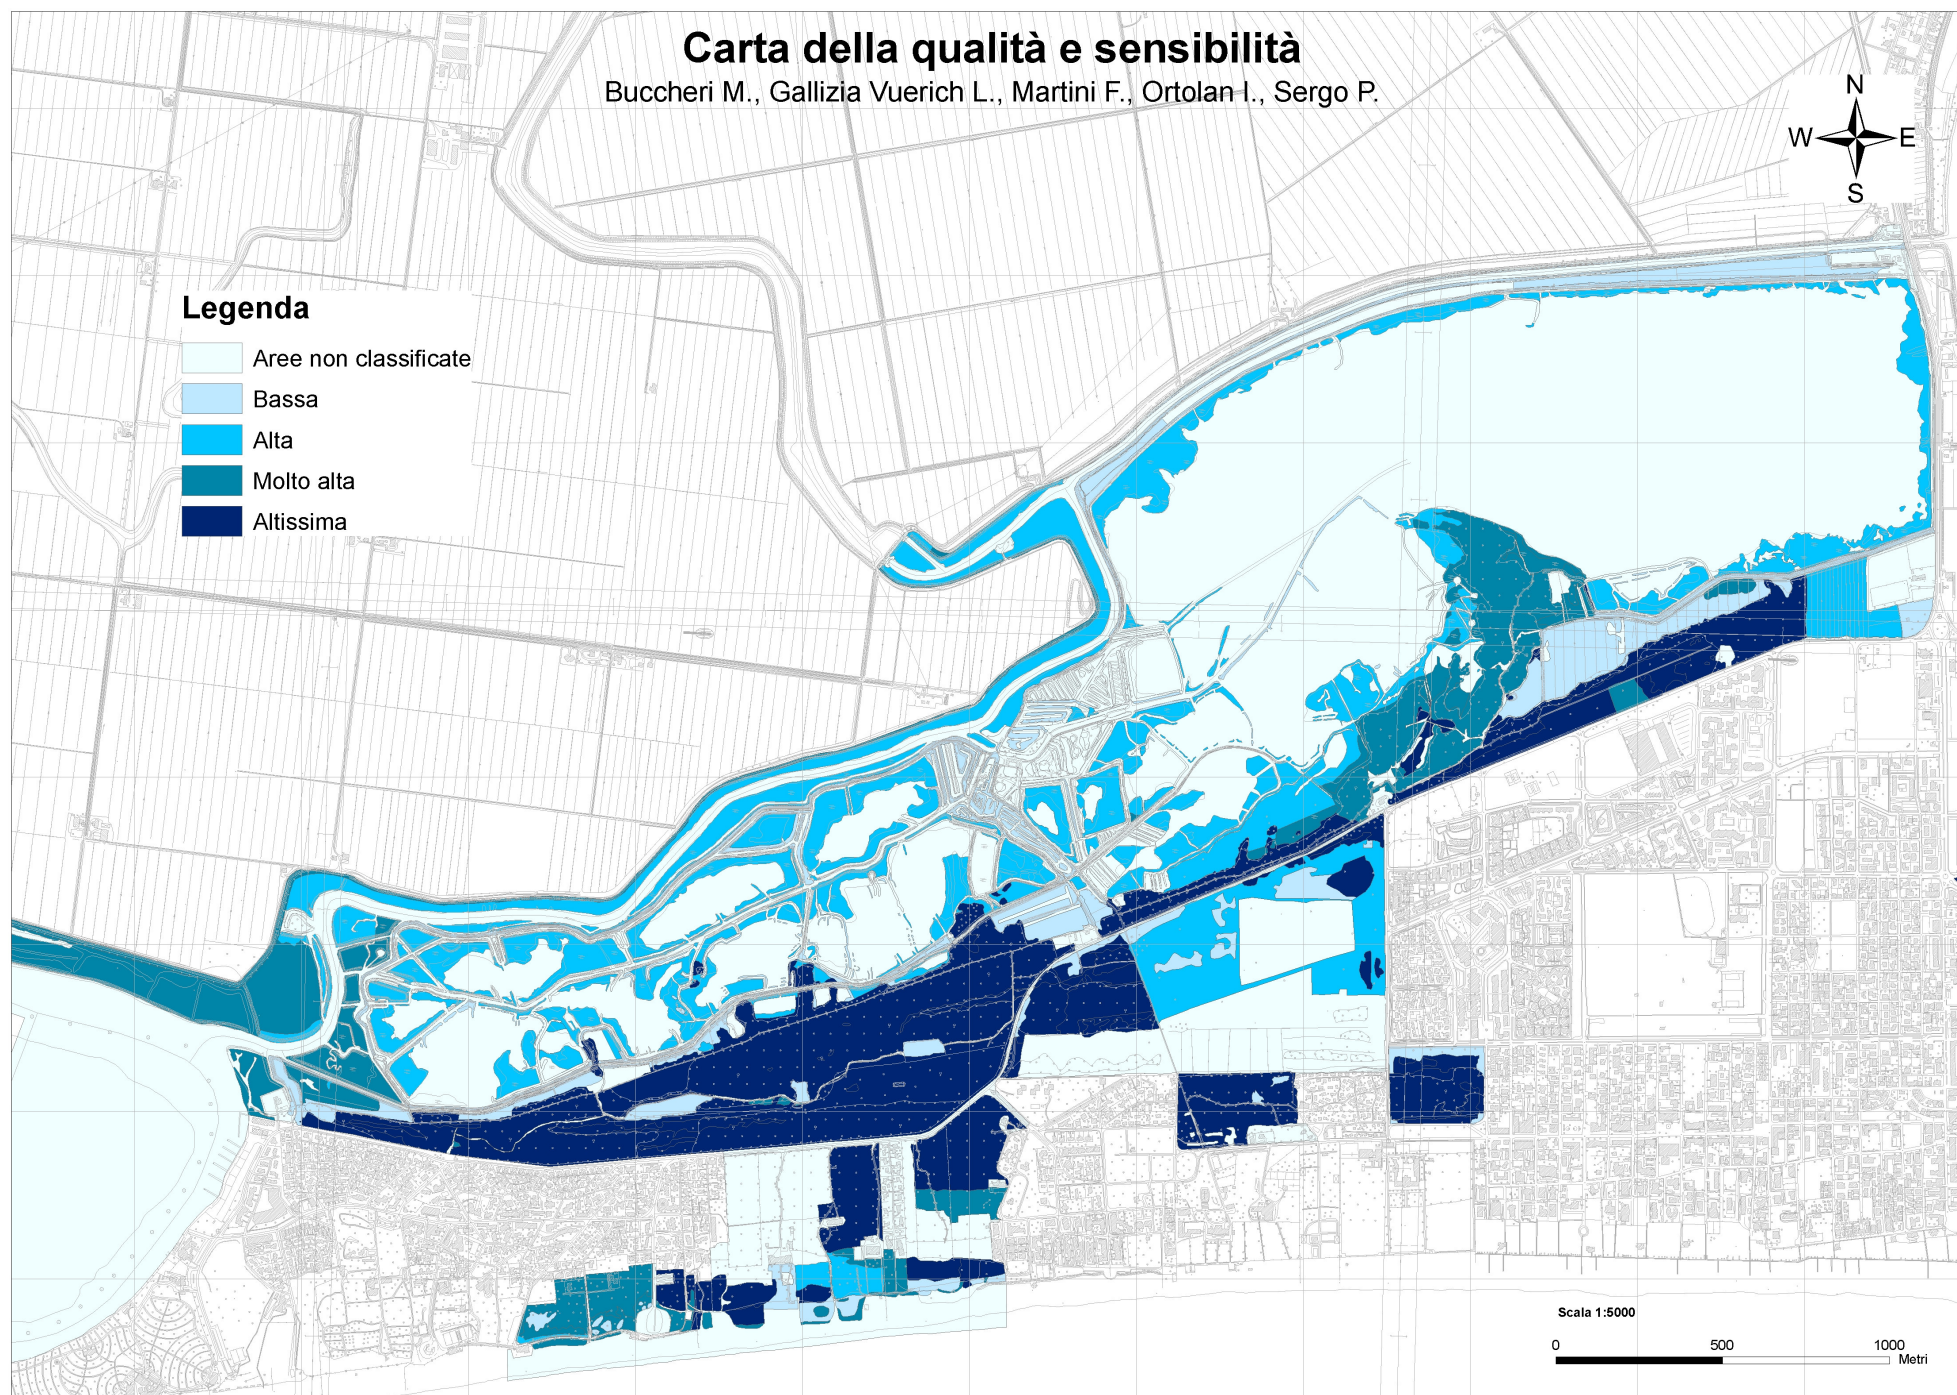 Carta della qualità e sensibilità
Buccheri M., Gallizia Vuerich L., Martini F., Ortolan I., Sergo P.
N
W
E
S
Legenda
Aree non classificate
Bassa
Alta
Molto alta
Altissima
Scala 1:5000
0 500 1000
Metri